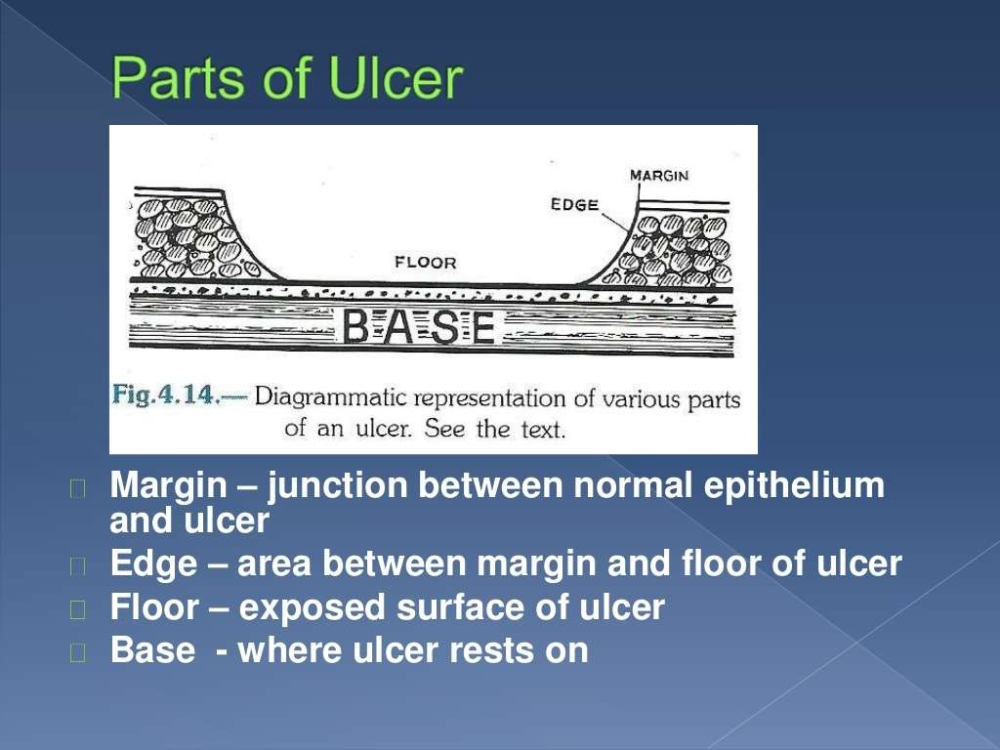 Parts of Ulcer
MARGIN
EDGE
FLOOR
BASE
Fig.4.14.— Diagrammatic representation of various parts
of an ulcer. See the text.
Margin – junction between normal epithelium
and ulcer
Edge – area between margin and floor of ulcer
Floor – exposed surface of ulcer
Base - where ulcer rests on